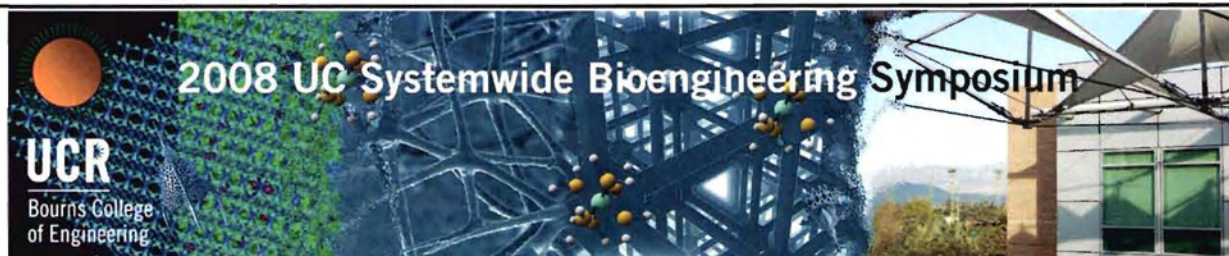 2008 UC Systemwide Bioengineering Symposium
UCR
Bourns College
of Engineering